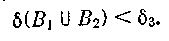 δ(B₁ ∪ B₂) < δ₃.